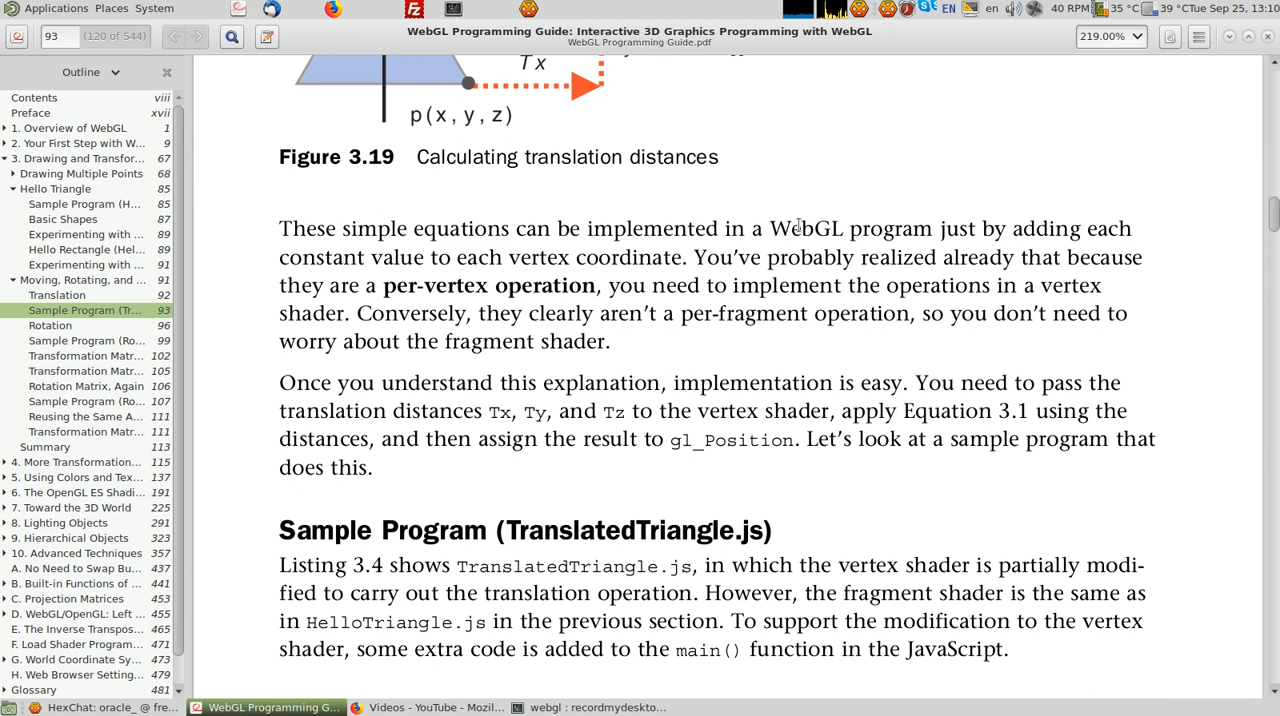 Applications Places System
EN
en
40 RPM
35 °C
39 °C
Tue Sep 25, 13:10
93
(120 of 544)
WebGL Programming Guide: Interactive 3D Graphics Programming with WebGL
WebGL Programming Guide.pdf
219.00%
Outline
Contents viii
Preface xvii
1. Overview of WebGL 1
2. Your First Step with W... 9
3. Drawing and Transfor... 67
Drawing Multiple Points 68
Hello Triangle 85
Sample Program (H... 85
Basic Shapes 87
Experimenting with ... 89
Hello Rectangle (Hel... 89
Experimenting with ... 91
Moving, Rotating, and ... 91
Translation 92
Sample Program (Tr... 93
Rotation 96
Sample Program (Ro... 99
Transformation Matr... 102
Transformation Matr... 105
Rotation Matrix, Again 106
Sample Program (Ro... 107
Reusing the Same A... 111
Transformation Matr... 111
Summary 113
4. More Transformation... 115
5. Using Colors and Tex... 137
6. The OpenGL ES Shadi... 191
7. Toward the 3D World 225
8. Lighting Objects 291
9. Hierarchical Objects 323
10. Advanced Techniques 357
A. No Need to Swap Bu... 437
B. Built-in Functions of ... 441
C. Projection Matrices 453
D. WebGL/OpenGL: Left ... 455
E. The Inverse Transpos... 465
F. Load Shader Program... 471
G. World Coordinate Sy... 473
H. Web Browser Setting... 479
Glossary 481
Tx
p(x, y, z)
Figure 3.19 Calculating translation distances
These simple equations can be implemented in a WebGL program just by adding each
constant value to each vertex coordinate. You’ve probably realized already that because
they are a per-vertex operation, you need to implement the operations in a vertex
shader. Conversely, they clearly aren’t a per-fragment operation, so you don’t need to
worry about the fragment shader.
Once you understand this explanation, implementation is easy. You need to pass the
translation distances Tx, Ty, and Tz to the vertex shader, apply Equation 3.1 using the
distances, and then assign the result to gl_Position. Let’s look at a sample program that
does this.
Sample Program (TranslatedTriangle.js)
Listing 3.4 shows TranslatedTriangle.js, in which the vertex shader is partially modi-
fied to carry out the translation operation. However, the fragment shader is the same as
in HelloTriangle.js in the previous section. To support the modification to the vertex
shader, some extra code is added to the main() function in the JavaScript.
HexChat: oracle_ @ fre...
WebGL Programming G...
Videos - YouTube - Mozil...
webgl : recordmydeskto...